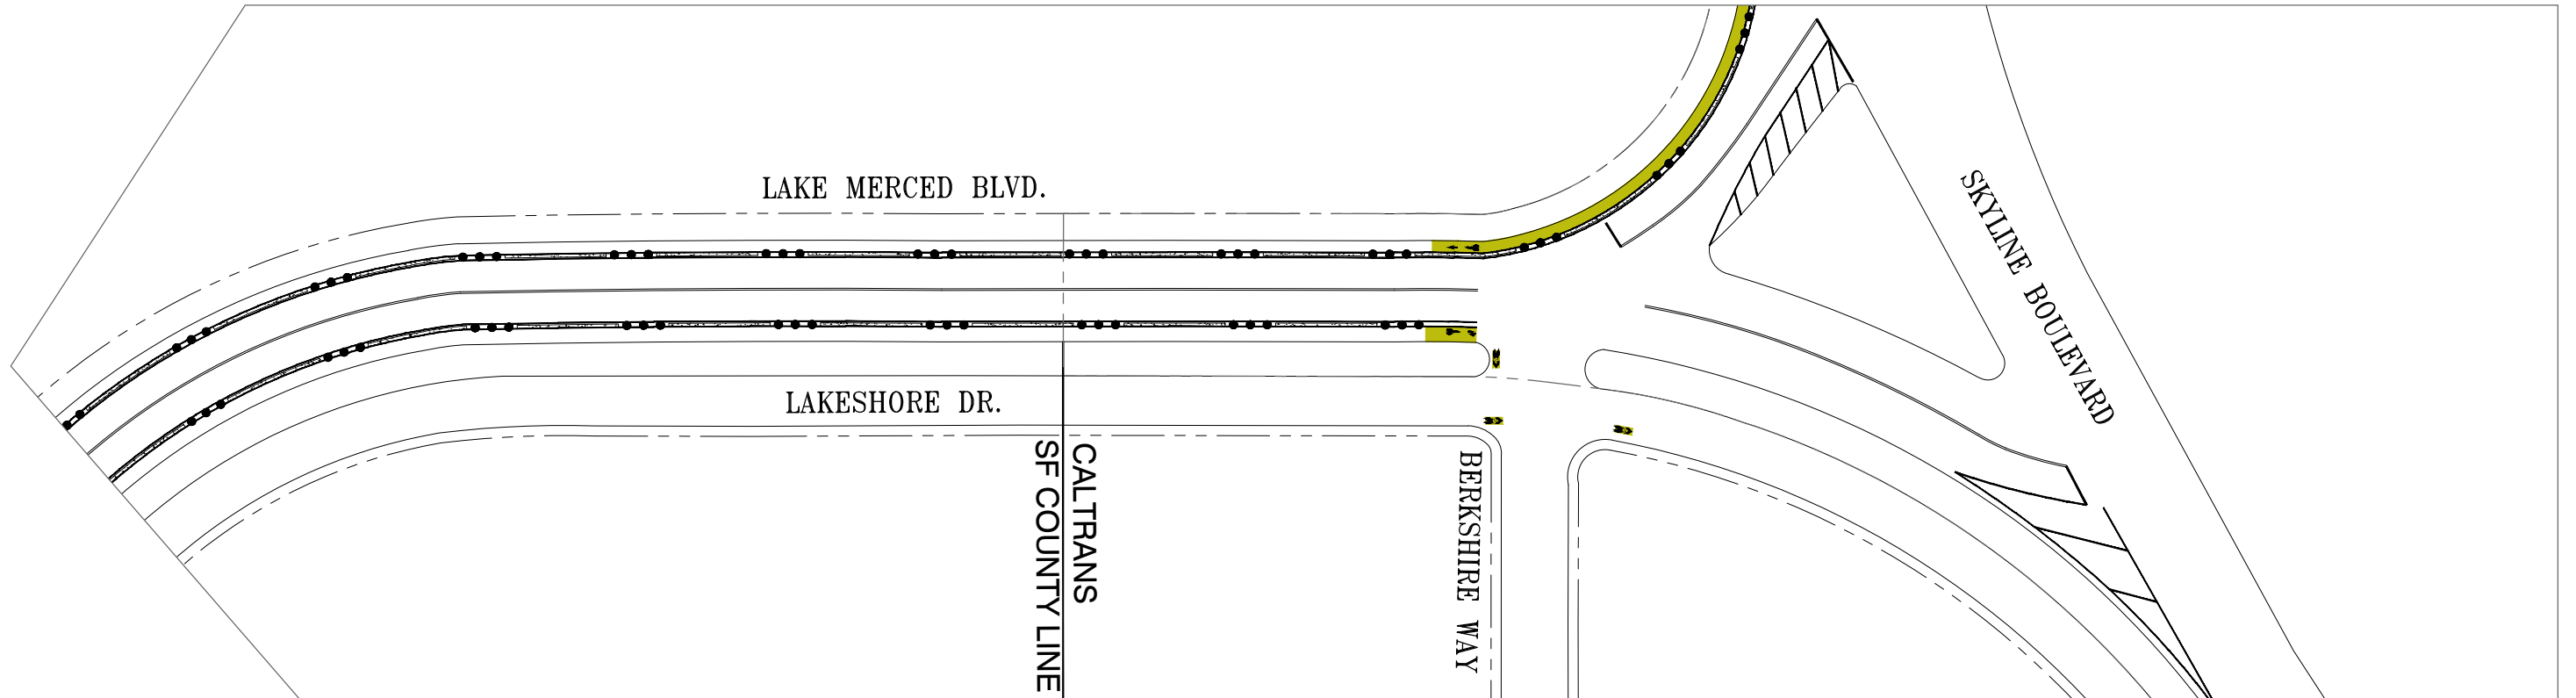 LAKE MERCED BLVD.
SKYLINE BOULEVARD
LAKESHORE DR.
CALTRANS
SF COUNTY LINE
BERKSHIRE WAY